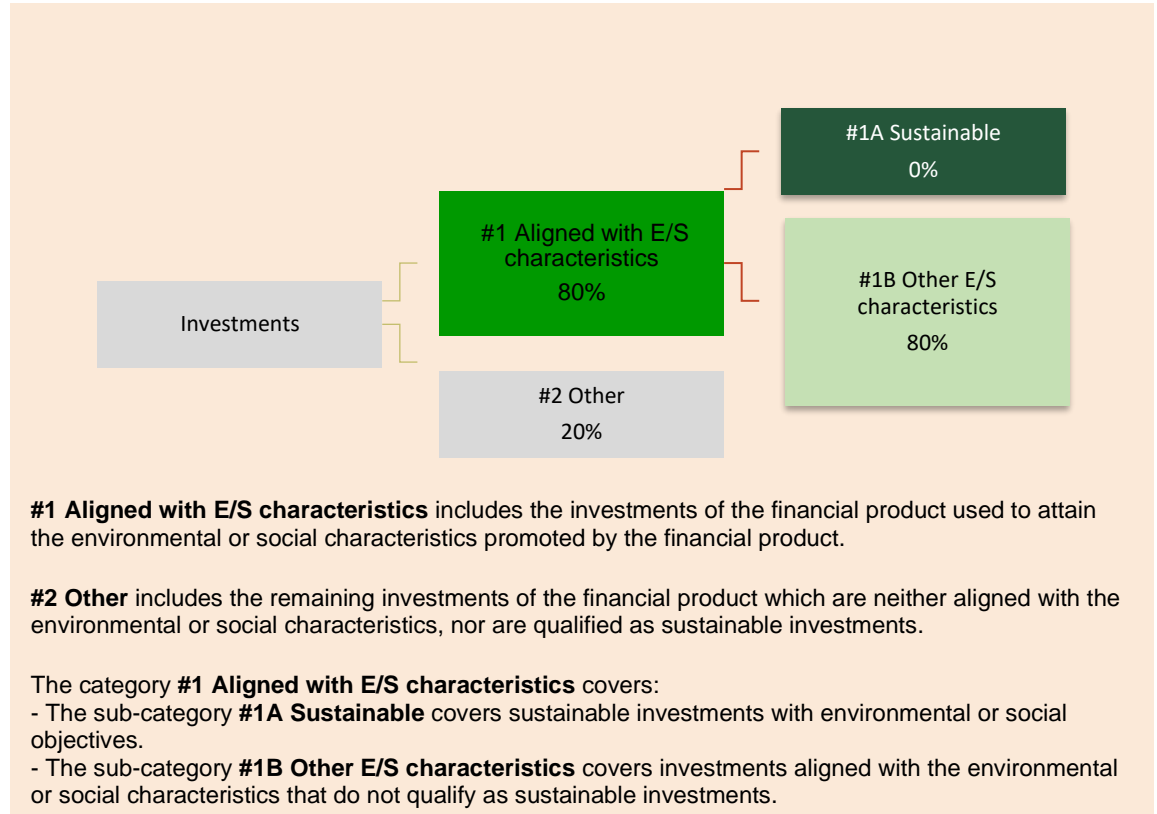 #1A Sustainable
0%
#1 Aligned with E/S
characteristics
80%
#1B Other E/S
characteristics
80%
Investments
#2 Other
20%
#1 Aligned with E/S characteristics includes the investments of the financial product used to attain
the environmental or social characteristics promoted by the financial product.
#2 Other includes the remaining investments of the financial product which are neither aligned with the
environmental or social characteristics, nor are qualified as sustainable investments.
The category #1 Aligned with E/S characteristics covers:
- The sub-category #1A Sustainable covers sustainable investments with environmental or social
objectives.
- The sub-category #1B Other E/S characteristics covers investments aligned with the environmental
or social characteristics that do not qualify as sustainable investments.